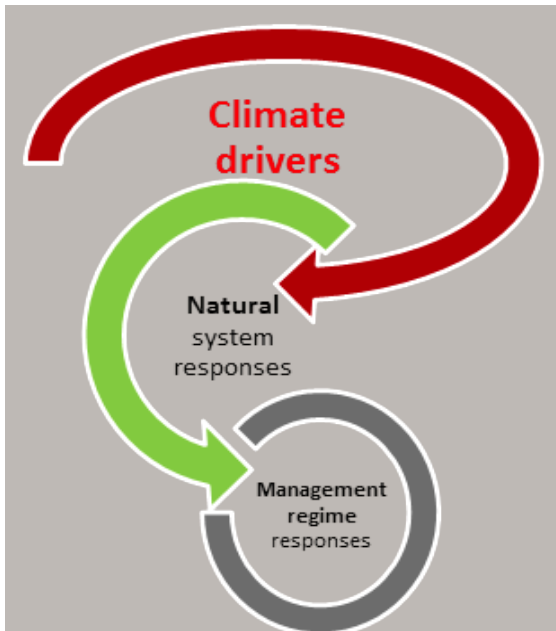 Climate
drivers
Natural
system
responses
Management
regime
responses